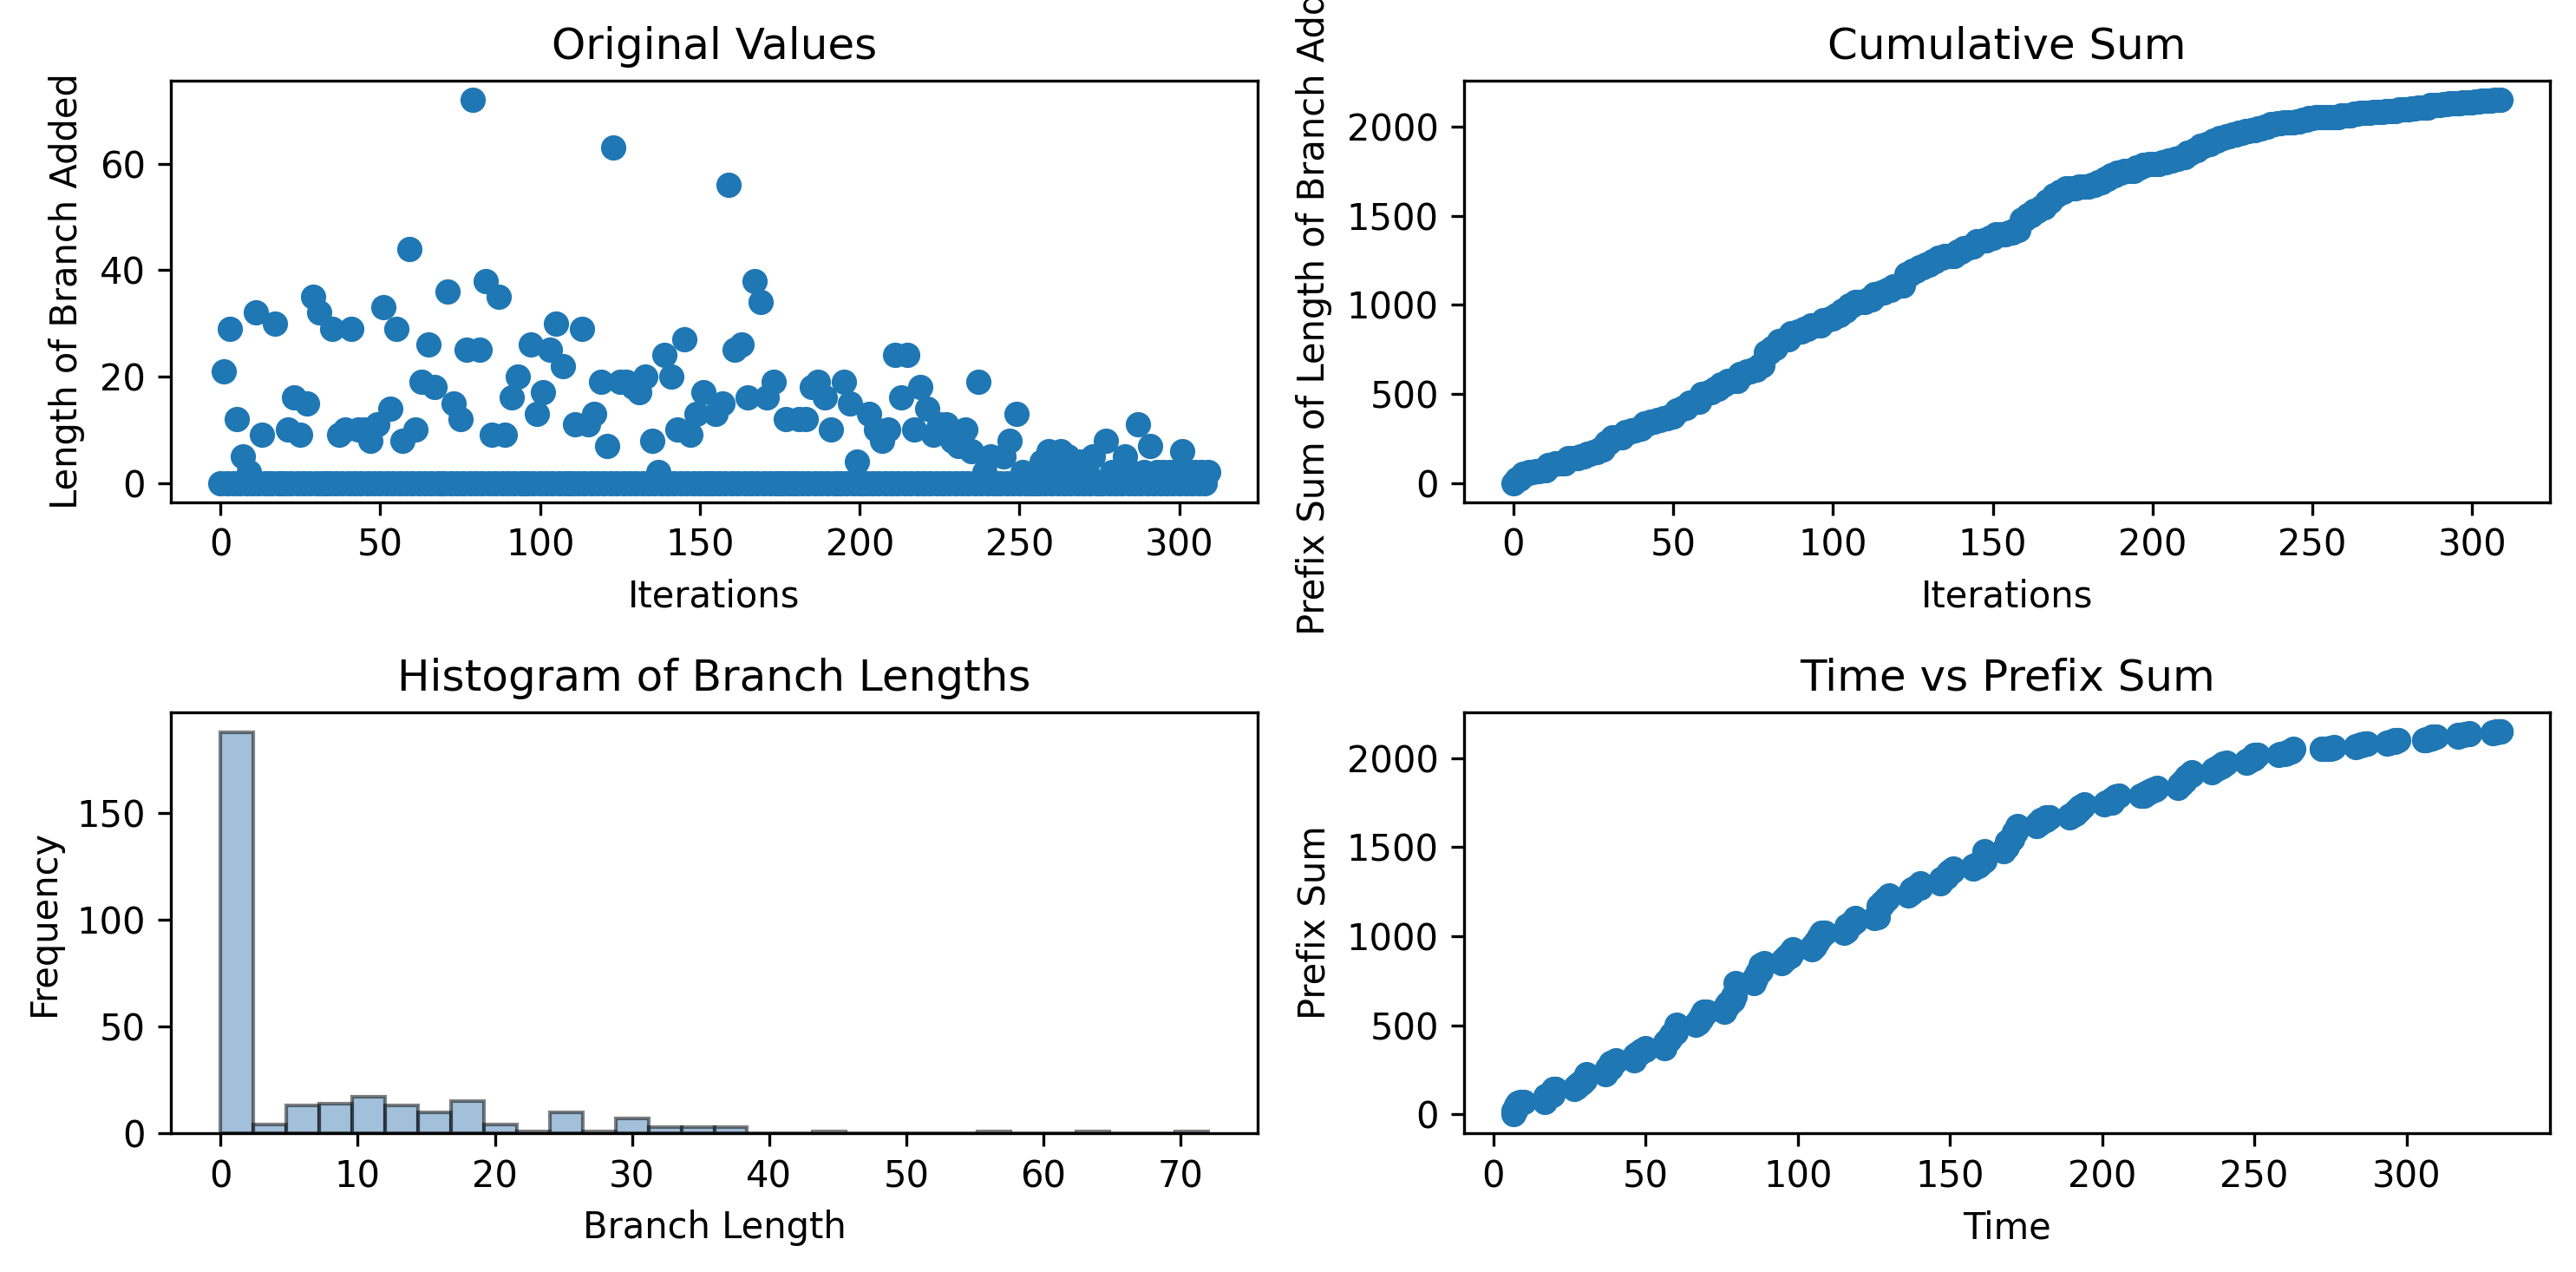 Original Values
Length of Branch Added
60
40
20
0
0 50 100 150 200 250 300
Iterations
Cumulative Sum
Prefix Sum of Length of Branch
2000
1500
1000
500
0
0 50 100 150 200 250 300
Iterations
Histogram of Branch Lengths
Frequency
150
100
50
0
0 10 20 30 40 50 60 70
Branch Length
Time vs Prefix Sum
Prefix Sum
2000
1500
1000
500
0
0 50 100 150 200 250 300
Time